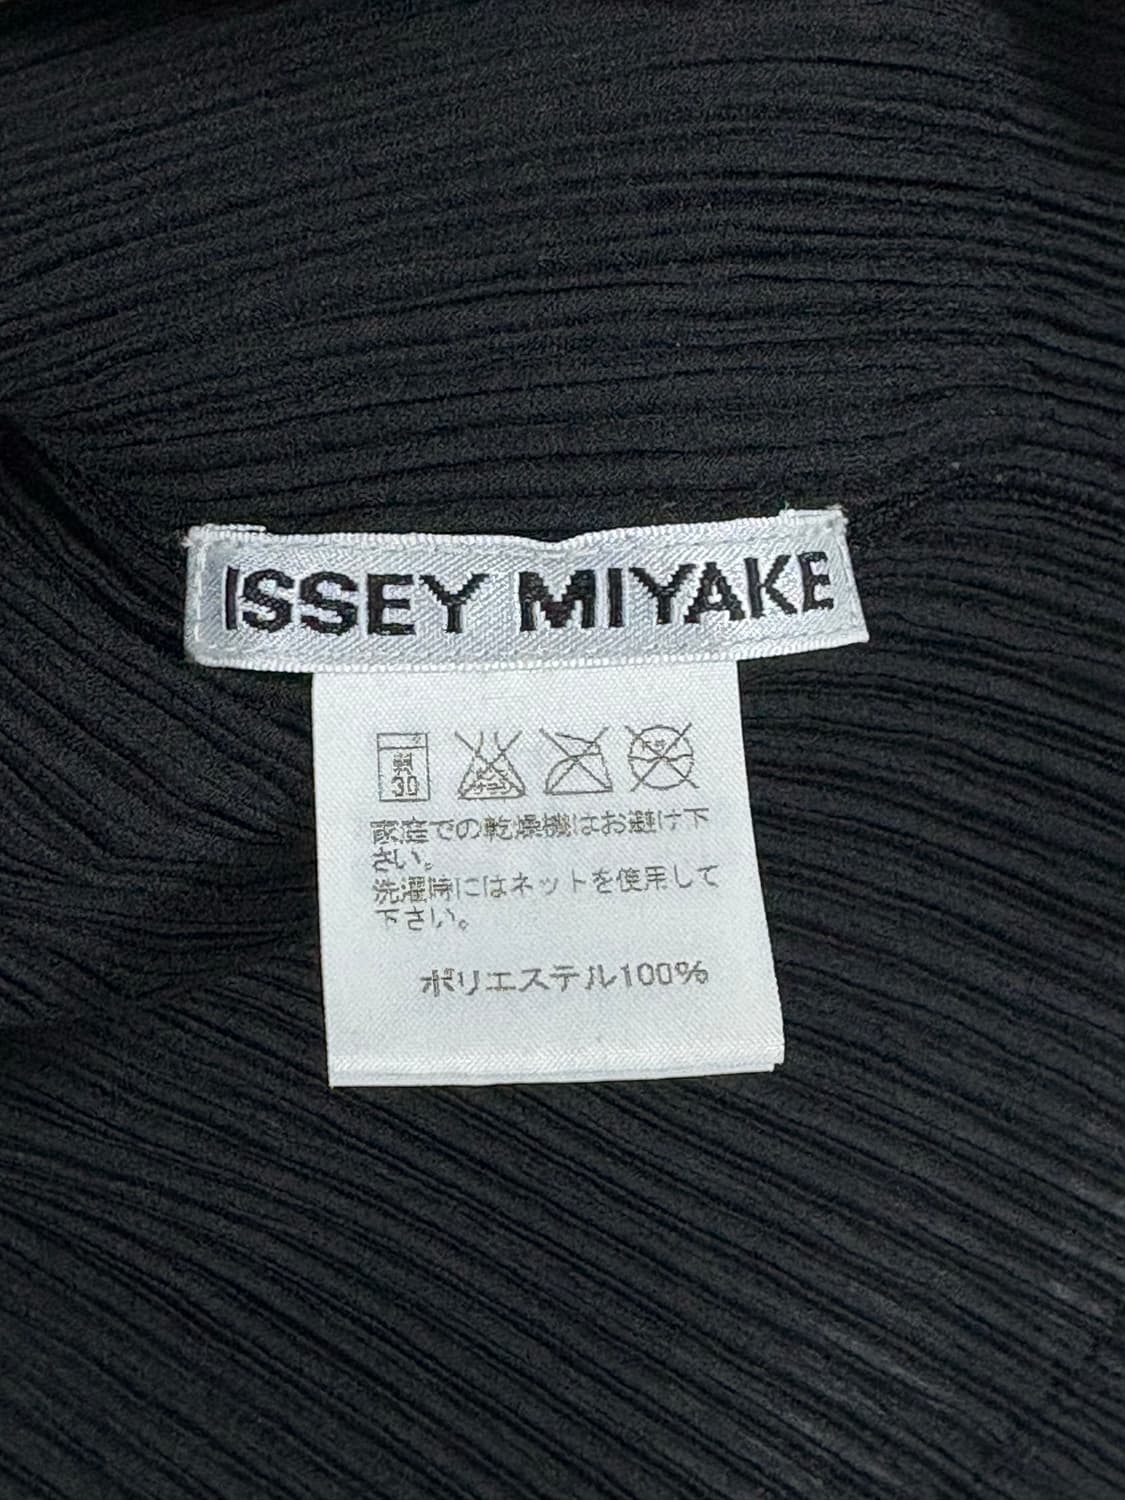 ISSEY MIYAKE
弱
30
家庭での乾燥機はお避け下
さい。
洗濯時にはネットを使用して
下さい。
ポリエステル100%